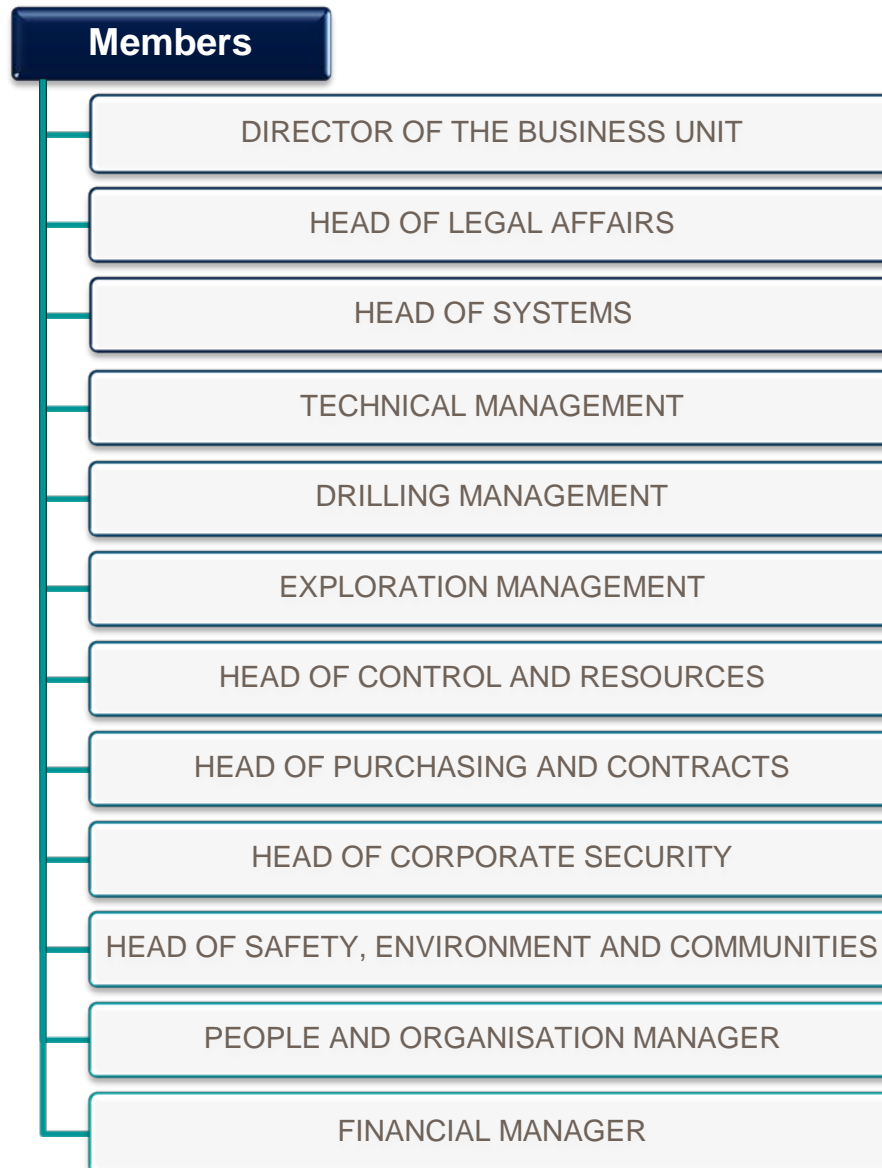 Members
DIRECTOR OF THE BUSINESS UNIT
HEAD OF LEGAL AFFAIRS
HEAD OF SYSTEMS
TECHNICAL MANAGEMENT
DRILLING MANAGEMENT
EXPLORATION MANAGEMENT
HEAD OF CONTROL AND RESOURCES
HEAD OF PURCHASING AND CONTRACTS
HEAD OF CORPORATE SECURITY
HEAD OF SAFETY, ENVIRONMENT AND COMMUNITIES
PEOPLE AND ORGANISATION MANAGER
FINANCIAL MANAGER